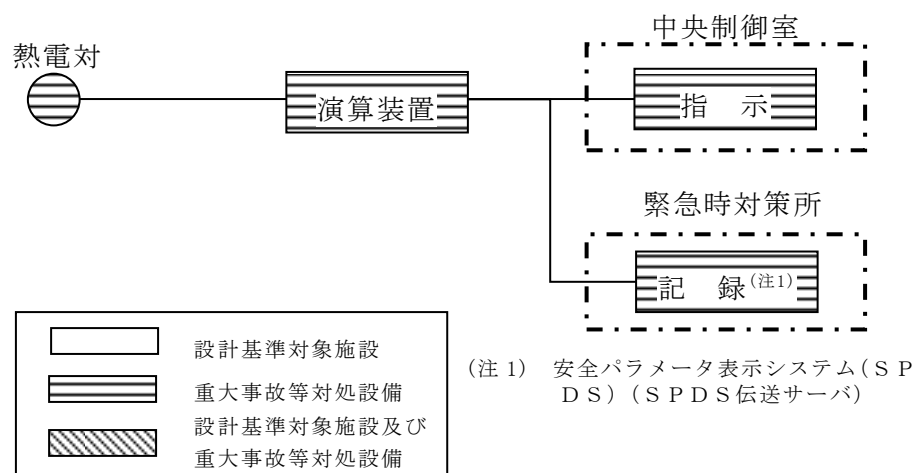 中央制御室
熱電対
演算装置
指　示
緊急時対策所
記　録(注1)
設計基準対象施設
重大事故等対処設備
設計基準対象施設及び
重大事故等対処設備
(注 1)　安全パラメータ表示システム(ＳＰ
ＤＳ)（ＳＰＤＳ伝送サーバ）